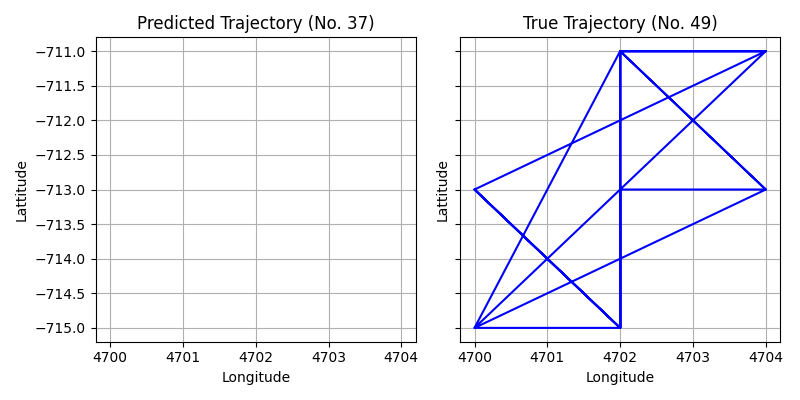 Predicted Trajectory (No. 37)
True Trajectory (No. 49)
−711.0
−711.5
−712.0
−712.5
−713.0
−713.5
−714.0
−714.5
−715.0
Lattitude
Lattitude
4700 4701 4702 4703 4704
4700 4701 4702 4703 4704
Longitude
Longitude